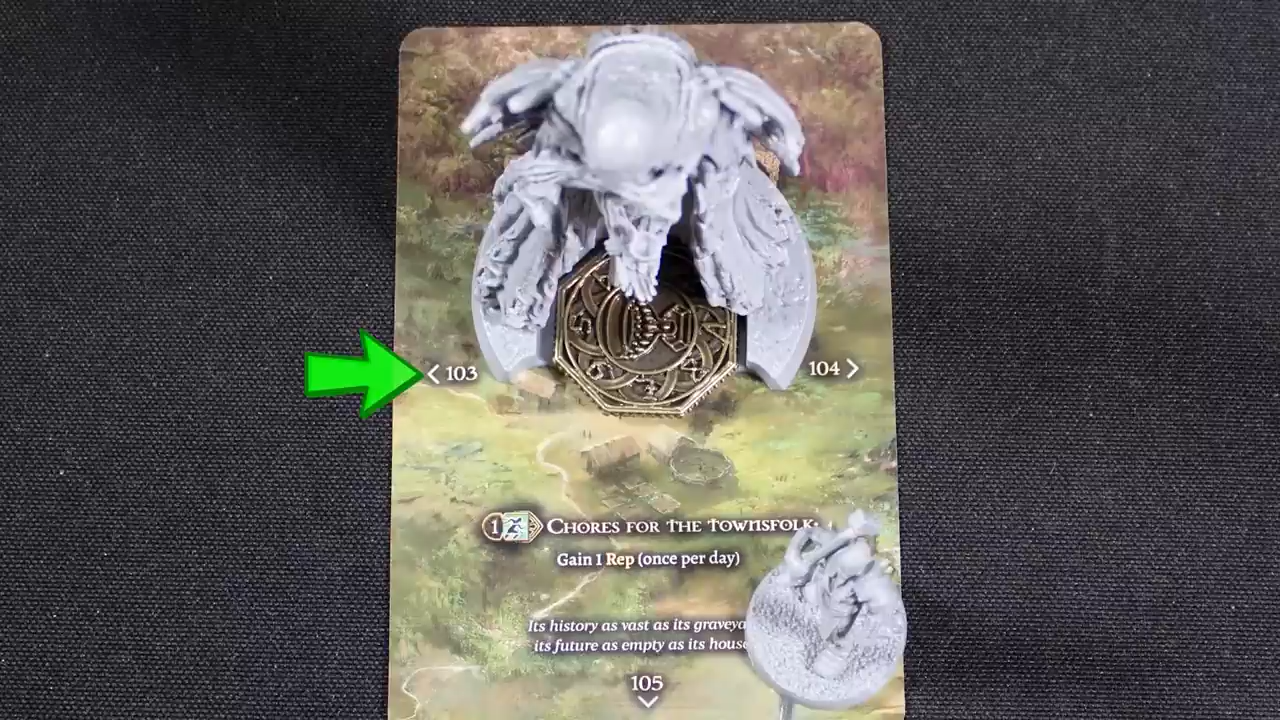 < 103
104 >
1 Chores for the Townsfolk:
Gain 1 Rep (once per day)
Its history as vast as its
its future as empty as its
105